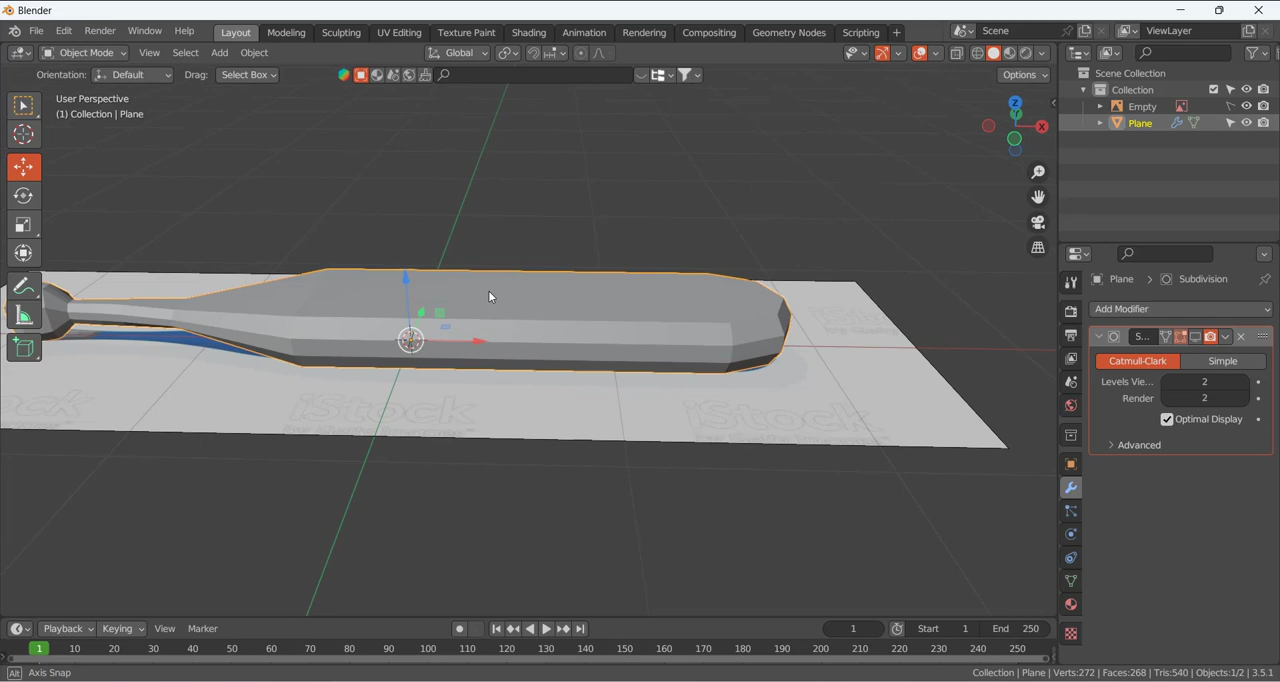 Blender
File Edit Render Window Help Layout Modeling Sculpting UV Editing Texture Paint Shading Animation Rendering Compositing Geometry Nodes Scripting + Scene ViewLayer
Object Mode View Select Add Object Global
Orientation: Default Drag: Select Box Options
User Perspective
(1) Collection | Plane
Z
Y
X
Scene Collection
Collection
Empty
Plane
Plane > Subdivision
Add Modifier
S...
Catmull-Clark Simple
Levels Vie... 2
Render 2
Optimal Display
> Advanced
iStock
iStock
Playback Keying View Marker 1 Start 1 End 250
1 10 20 30 40 50 60 70 80 90 100 110 120 130 140 150 160 170 180 190 200 210 220 230 240 250
Alt Axis Snap Collection | Plane | Verts:272 | Faces:268 | Tris:540 | Objects:1/2 | 3.5.1